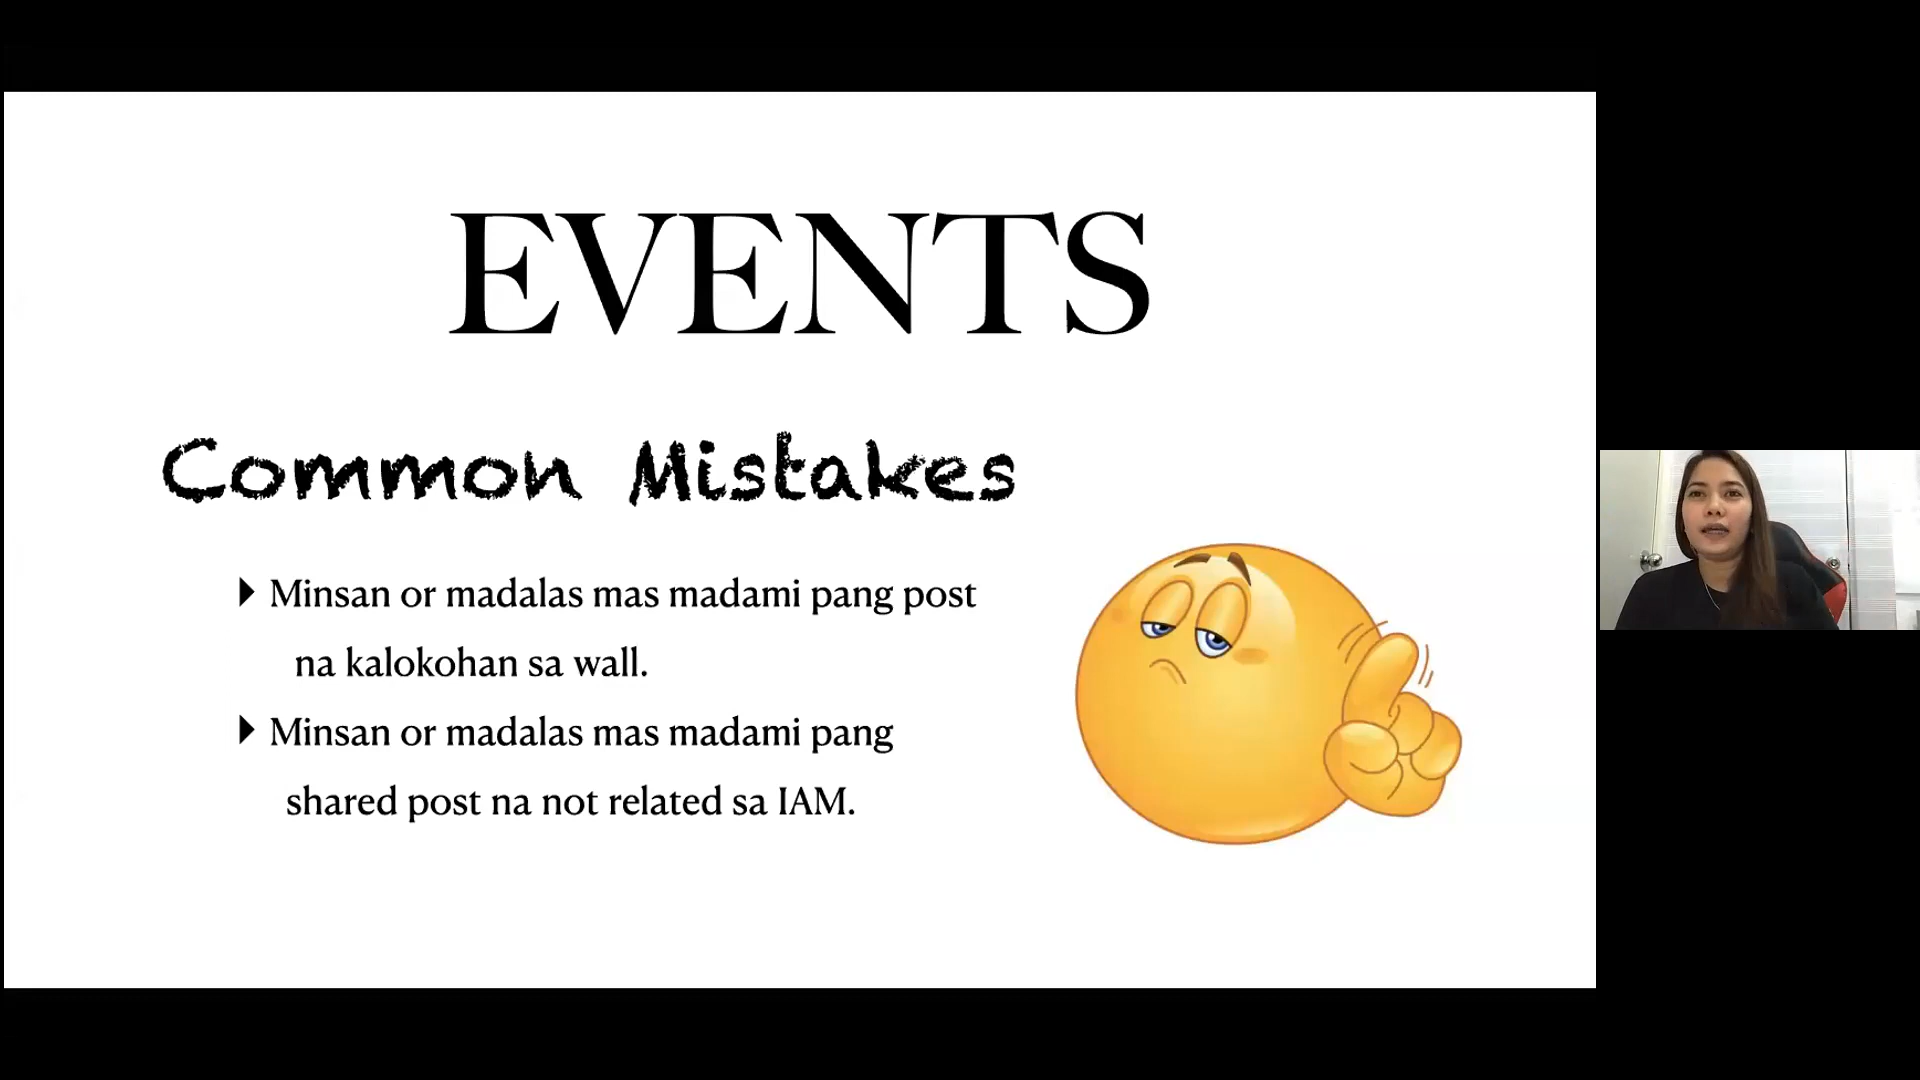 EVENTS
Common Mistakes
Minsan or madalas mas madami pang post
na kalokohan sa wall.
Minsan or madalas mas madami pang
shared post na not related sa IAM.